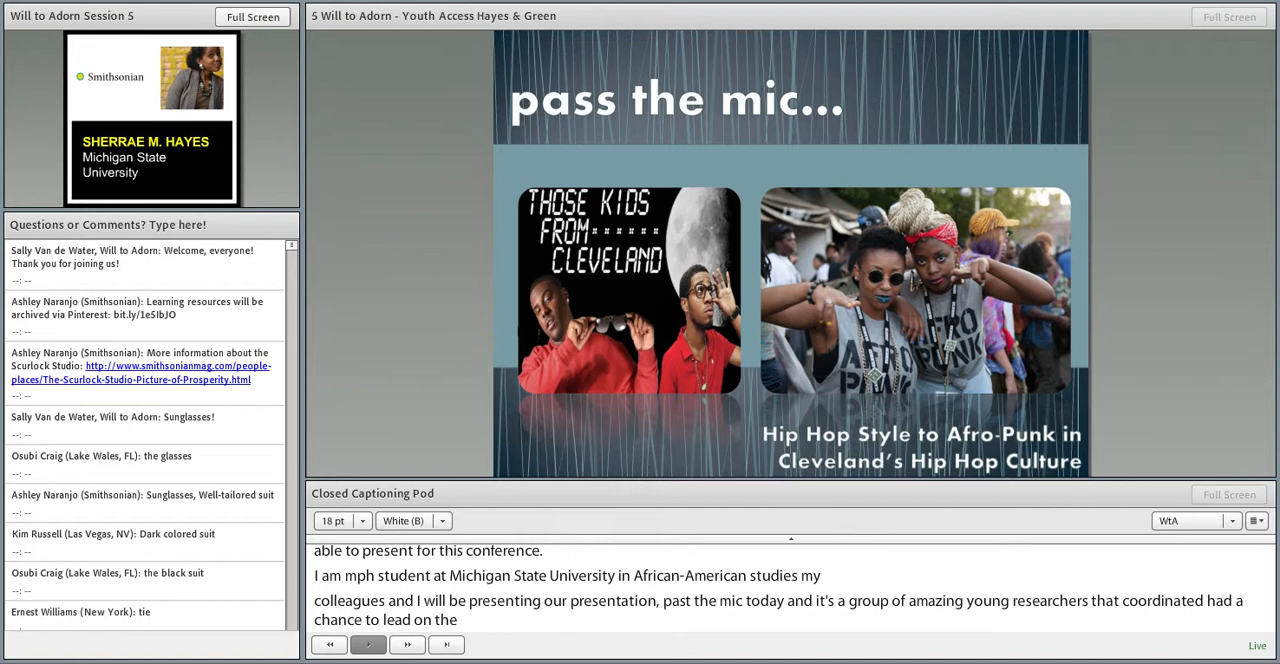 Will to Adorn Session 5
Full Screen
Smithsonian
SHERRAE M. HAYES
Michigan State
University
Questions or Comments? Type here!
Sally Van de Water, Will to Adorn: Welcome, everyone!
Thank you for joining us!
--: --
Ashley Naranjo (Smithsonian): Learning resources will be
archived via Pinterest: bit.ly/1e5IbJO
--: --
Ashley Naranjo (Smithsonian): More information about the
Scurlock Studio: http://www.smithsonianmag.com/people-
places/The-Scurlock-Studio-Picture-of-Prosperity.html
--: --
Sally Van de Water, Will to Adorn: Sunglasses!
--: --
Osubi Craig (Lake Wales, FL): the glasses
--: --
Ashley Naranjo (Smithsonian): Sunglasses, Well-tailored suit
--: --
Kim Russell (Las Vegas, NV): Dark colored suit
--: --
Osubi Craig (Lake Wales, FL): the black suit
--: --
Ernest Williams (New York): tie
5 Will to Adorn - Youth Access Hayes & Green
Full Screen
pass the mic...
THOSE KIDS
FROM......
CLEVELAND
AFRO
PUNK
AFRO
PUNK
Hip Hop Style to Afro-Punk in
Cleveland's Hip Hop Culture
Closed Captioning Pod
Full Screen
18 pt
White (B)
WtA
able to present for this conference.
I am mph student at Michigan State University in African-American studies my
colleagues and I will be presenting our presentation, past the mic today and it's a group of amazing young researchers that coordinated had a
chance to lead on the
Live